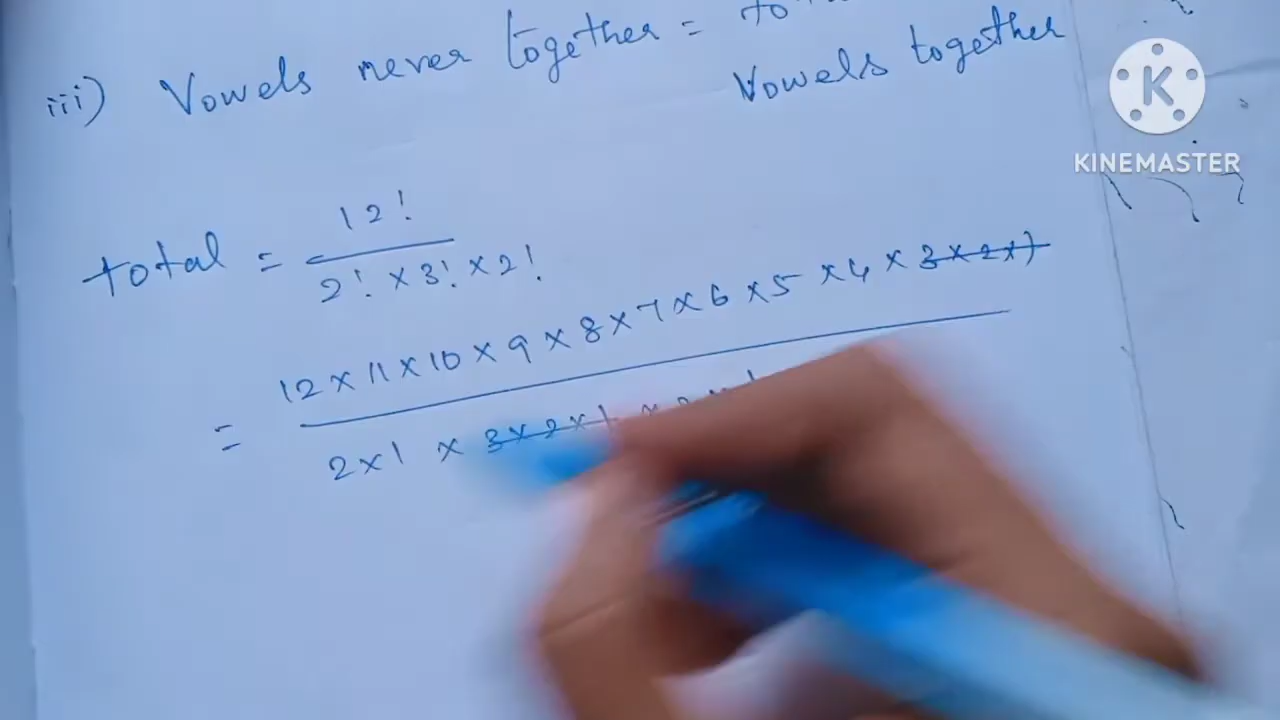 iii) Vowels never together =
Vowels together
K
KINEMASTER
total = 12! / 2! × 3! × 2!
= 12 × 11 × 10 × 9 × 8 × 7 × 6 × 5 × 4 × 3 × 2 × 1
2 × 1 × 3 × 2 × 1 ×